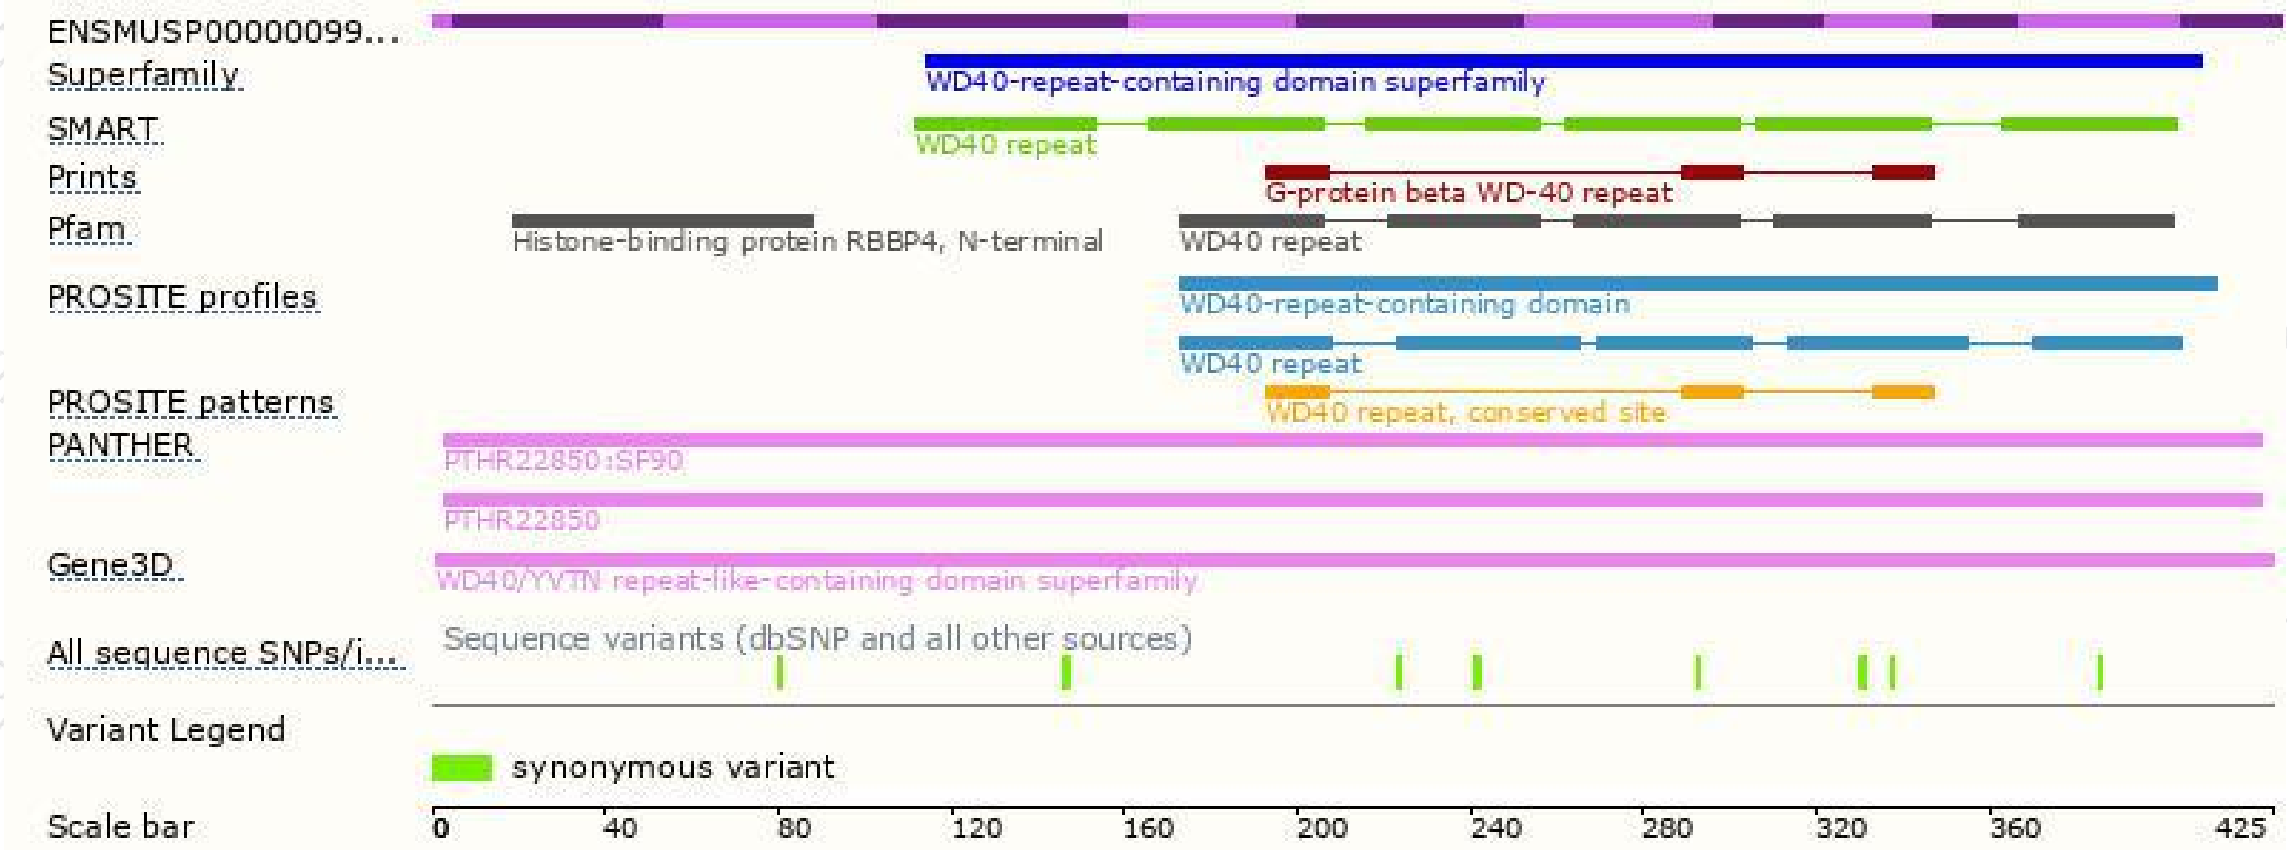 ENSMUSP00000099...
Superfamily
WD40-repeat-containing domain superfamily
SMART
WD40 repeat
Prints
G-protein beta WD-40 repeat
Pfam
Histone-binding protein RBBP4, N-terminal WD40 repeat
PROSITE profiles
WD40-repeat-containing domain
WD40 repeat
PROSITE patterns
WD40 repeat, conserved site
PANTHER
PTHR22850:SF90
PTHR22850
Gene3D
WD40/YVTN repeat-like-containing domain superfamily
Sequence variants (dbSNP and all other sources)
All sequence SNPs/i...
Variant Legend
synonymous variant
Scale bar 0 40 80 120 160 200 240 280 320 360 425